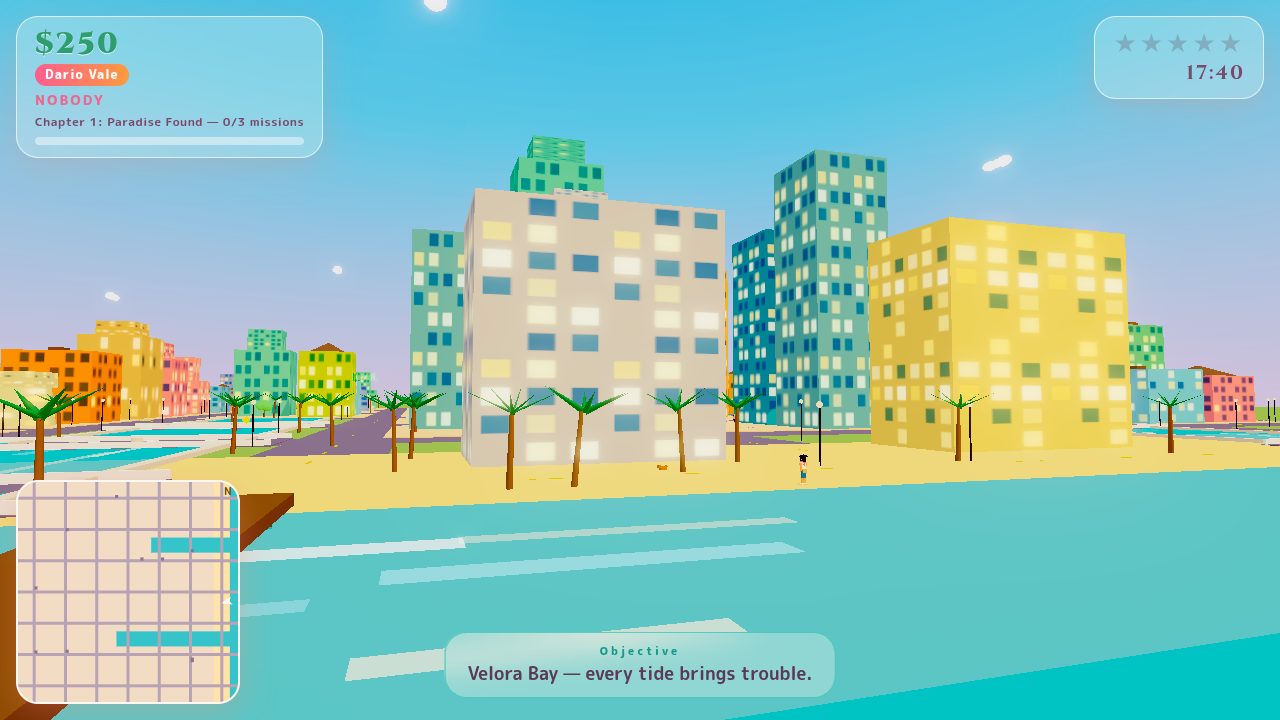 $250
Dario Vale
NOBODY
Chapter 1: Paradise Found — 0/3 missions
★★★★★
17:40
N
Objective
Velora Bay — every tide brings trouble.